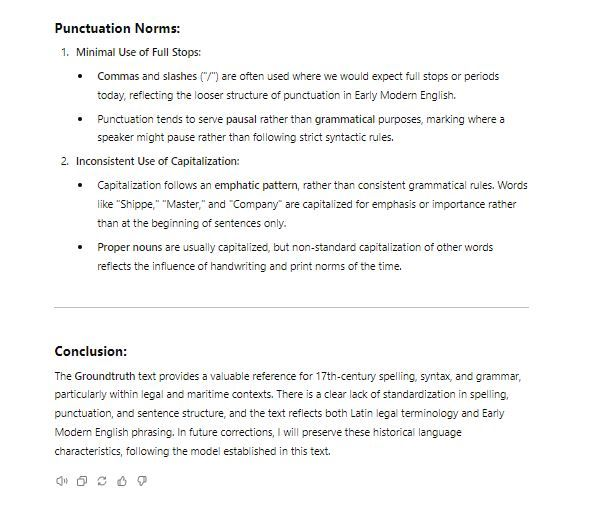 Punctuation Norms:
1. Minimal Use of Full Stops:
• Commas and slashes ("/") are often used where we would expect full stops or periods
today, reflecting the looser structure of punctuation in Early Modern English.
• Punctuation tends to serve pausal rather than grammatical purposes, marking where a
speaker might pause rather than following strict syntactic rules.
2. Inconsistent Use of Capitalization:
• Capitalization follows an emphatic pattern, rather than consistent grammatical rules. Words
like "Shippe," "Master," and "Company" are capitalized for emphasis or importance rather
than at the beginning of sentences only.
• Proper nouns are usually capitalized, but non-standard capitalization of other words
reflects the influence of handwriting and print norms of the time.
Conclusion:
The Groundtruth text provides a valuable reference for 17th-century spelling, syntax, and grammar,
particularly within legal and maritime contexts. There is a clear lack of standardization in spelling,
punctuation, and sentence structure, and the text reflects both Latin legal terminology and Early
Modern English phrasing. In future corrections, I will preserve these historical language
characteristics, following the model established in this text.